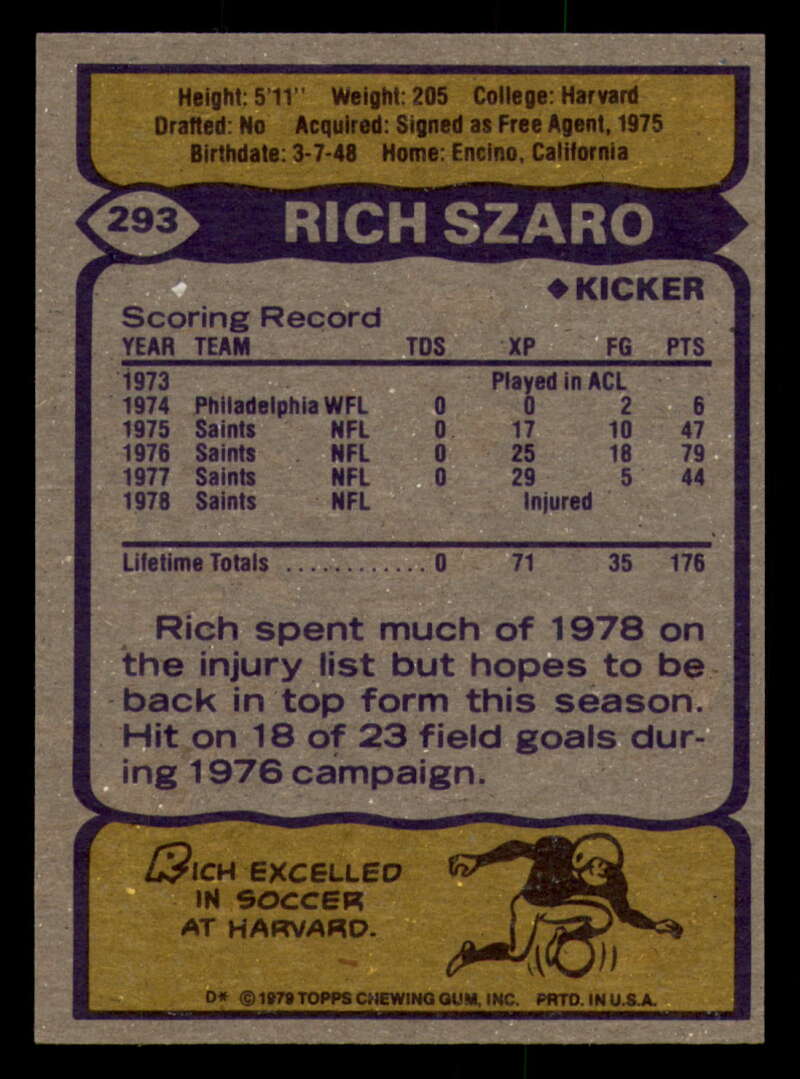 Height: 5'11" Weight: 205 College: Harvard
Drafted: No Acquired: Signed as Free Agent, 1975
Birthdate: 3-7-48 Home: Encino, California
293 RICH SZARO
◆KICKER
Scoring Record
YEAR TEAM TDS XP FG PTS
1973 Played in ACL
1974 Philadelphia WFL 0 0 2 6
1975 Saints NFL 0 17 10 47
1976 Saints NFL 0 25 18 79
1977 Saints NFL 0 29 5 44
1978 Saints NFL Injured
Lifetime Totals ............ 0 71 35 176
Rich spent much of 1978 on
the injury list but hopes to be
back in top form this season.
Hit on 18 of 23 field goals dur-
ing 1976 campaign.
RICH EXCELLED
IN SOCCER
AT HARVARD.
D* © 1979 TOPPS CHEWING GUM, INC. PRTD. IN U.S.A.